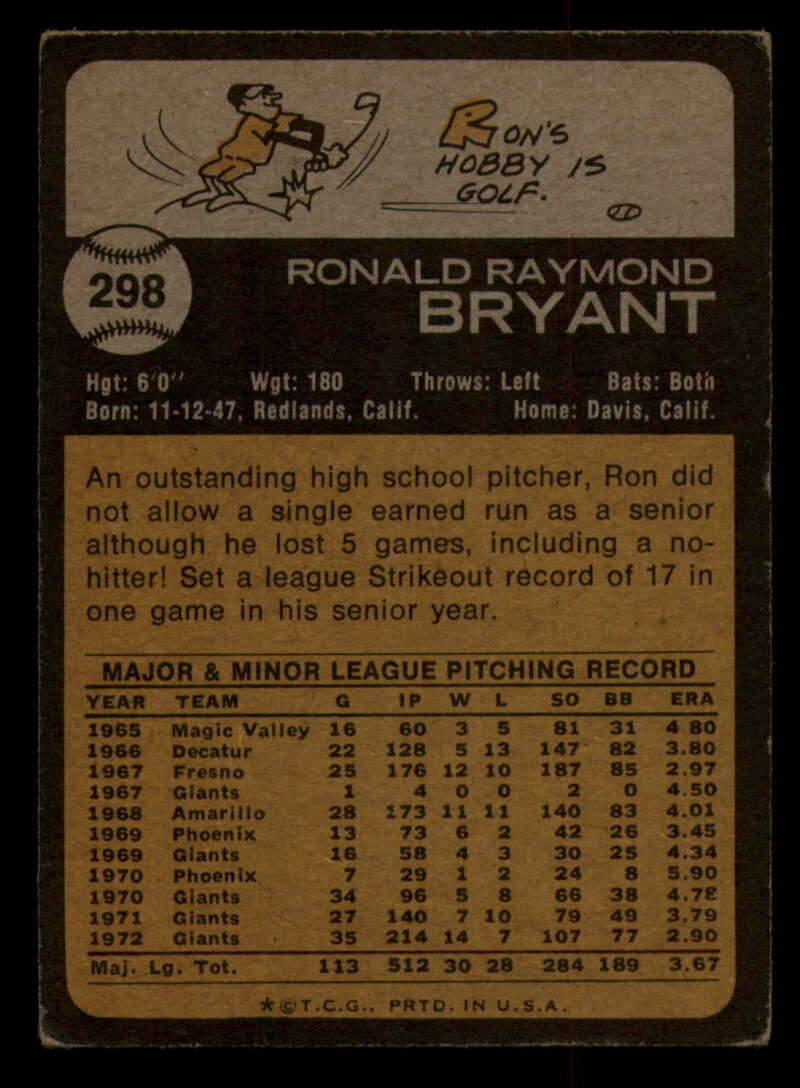 RON'S
HOBBY IS
GOLF.
298
RONALD RAYMOND
BRYANT
Hgt: 6'0" Wgt: 180 Throws: Left Bats: Both
Born: 11-12-47, Redlands, Calif. Home: Davis, Calif.
An outstanding high school pitcher, Ron did
not allow a single earned run as a senior
although he lost 5 games, including a no-
hitter! Set a league Strikeout record of 17 in
one game in his senior year.
MAJOR & MINOR LEAGUE PITCHING RECORD
YEAR TEAM G IP W L SO BB ERA
1965 Magic Valley 16 60 3 5 81 31 4.80
1966 Decatur 22 128 5 13 147 82 3.80
1967 Fresno 25 176 12 10 187 85 2.97
1967 Giants 1 4 0 0 2 0 4.50
1968 Amarillo 28 173 11 11 140 83 4.01
1969 Phoenix 13 73 6 2 42 26 3.45
1969 Giants 16 58 4 3 30 25 4.34
1970 Phoenix 7 29 1 2 24 8 5.90
1970 Giants 34 96 5 8 66 38 4.78
1971 Giants 27 140 7 10 79 49 3.79
1972 Giants 35 214 14 7 107 77 2.90
Maj. Lg. Tot. 113 512 30 28 284 189 3.67
*©T.C.G., PRTD. IN U.S.A.